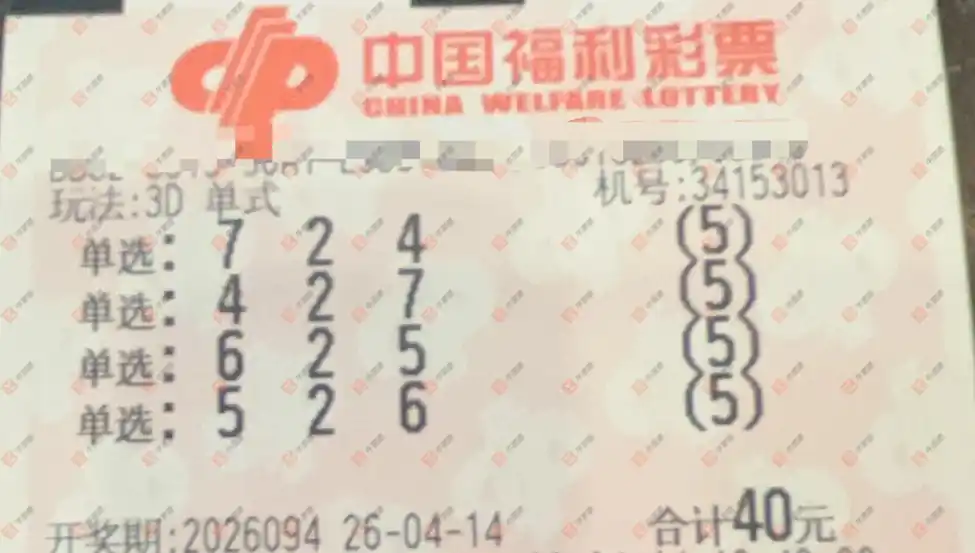 中国福利彩票
CHINA WELFARE LOTTERY
机号:34153013
玩法:3D 单式
单选: 7 2 4 (5)
单选: 4 2 7 (5)
单选: 6 2 5 (5)
单选: 5 2 6 (5)
开奖期:2026094 26-04-14 合计40元